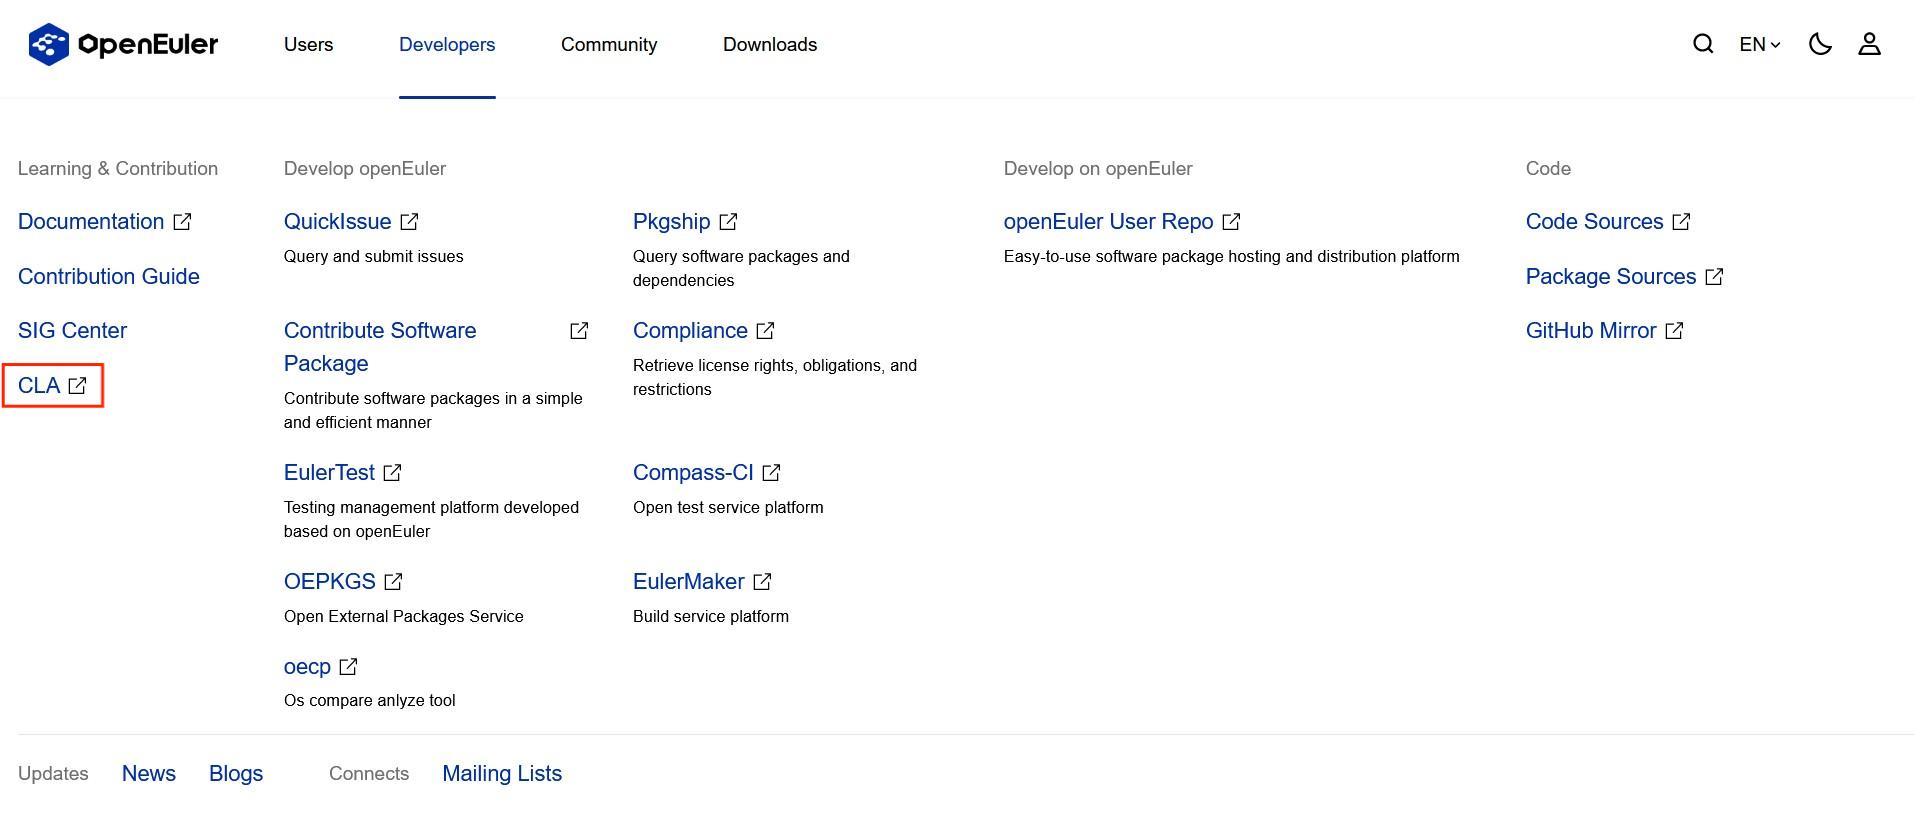 OpenEuler
Users
Developers
Community
Downloads
EN
Learning & Contribution
Documentation
Contribution Guide
SIG Center
CLA
Develop openEuler
QuickIssue
Query and submit issues
Pkgship
Query software packages and
dependencies
Contribute Software
Package
Contribute software packages in a simple
and efficient manner
Compliance
Retrieve license rights, obligations, and
restrictions
EulerTest
Testing management platform developed
based on openEuler
Compass-CI
Open test service platform
OEPKGS
Open External Packages Service
EulerMaker
Build service platform
oecp
Os compare anlyze tool
Develop on openEuler
openEuler User Repo
Easy-to-use software package hosting and distribution platform
Code
Code Sources
Package Sources
GitHub Mirror
Updates
News
Blogs
Connects
Mailing Lists